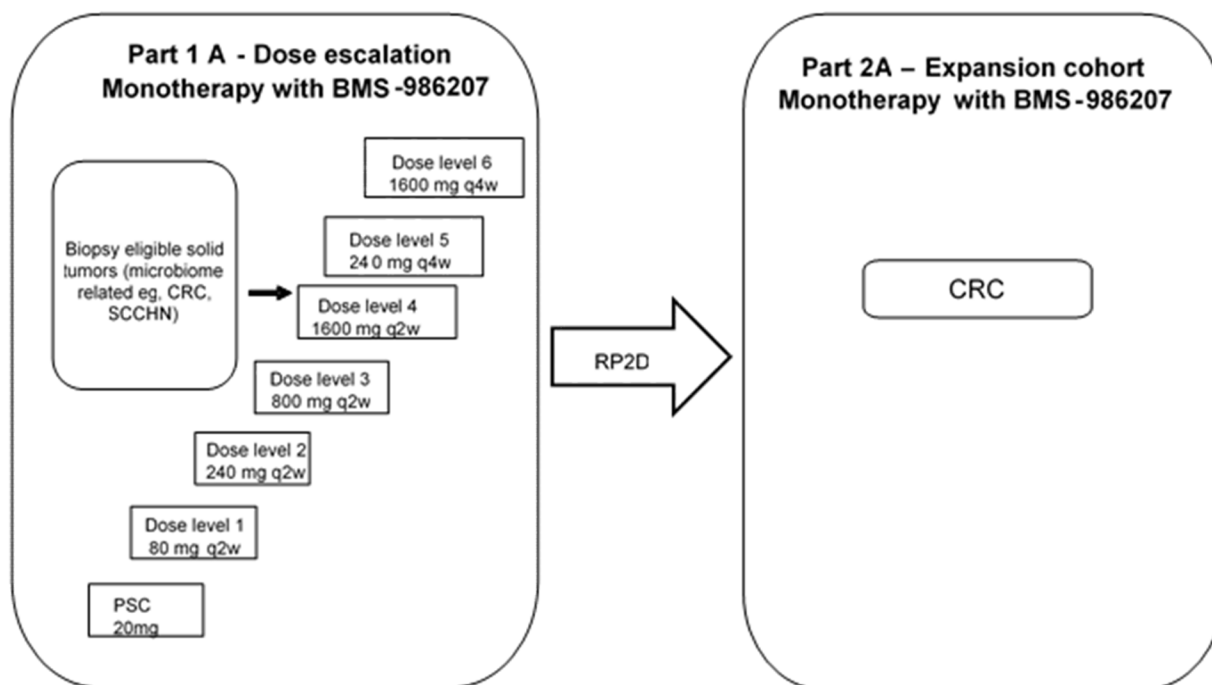 Part 1 A - Dose escalation
Monotherapy with BMS-986207
Dose level 6
1600 mg q4w
Biopsy eligible solid
tumors (microbiome
related eg, CRC,
SCCHN)
Dose level 5
240 mg q4w
Dose level 4
1600 mg q2w
Dose level 3
800 mg q2w
Dose level 2
240 mg q2w
Dose level 1
80 mg q2w
PSC
20mg
RP2D
Part 2A – Expansion cohort
Monotherapy with BMS-986207
CRC